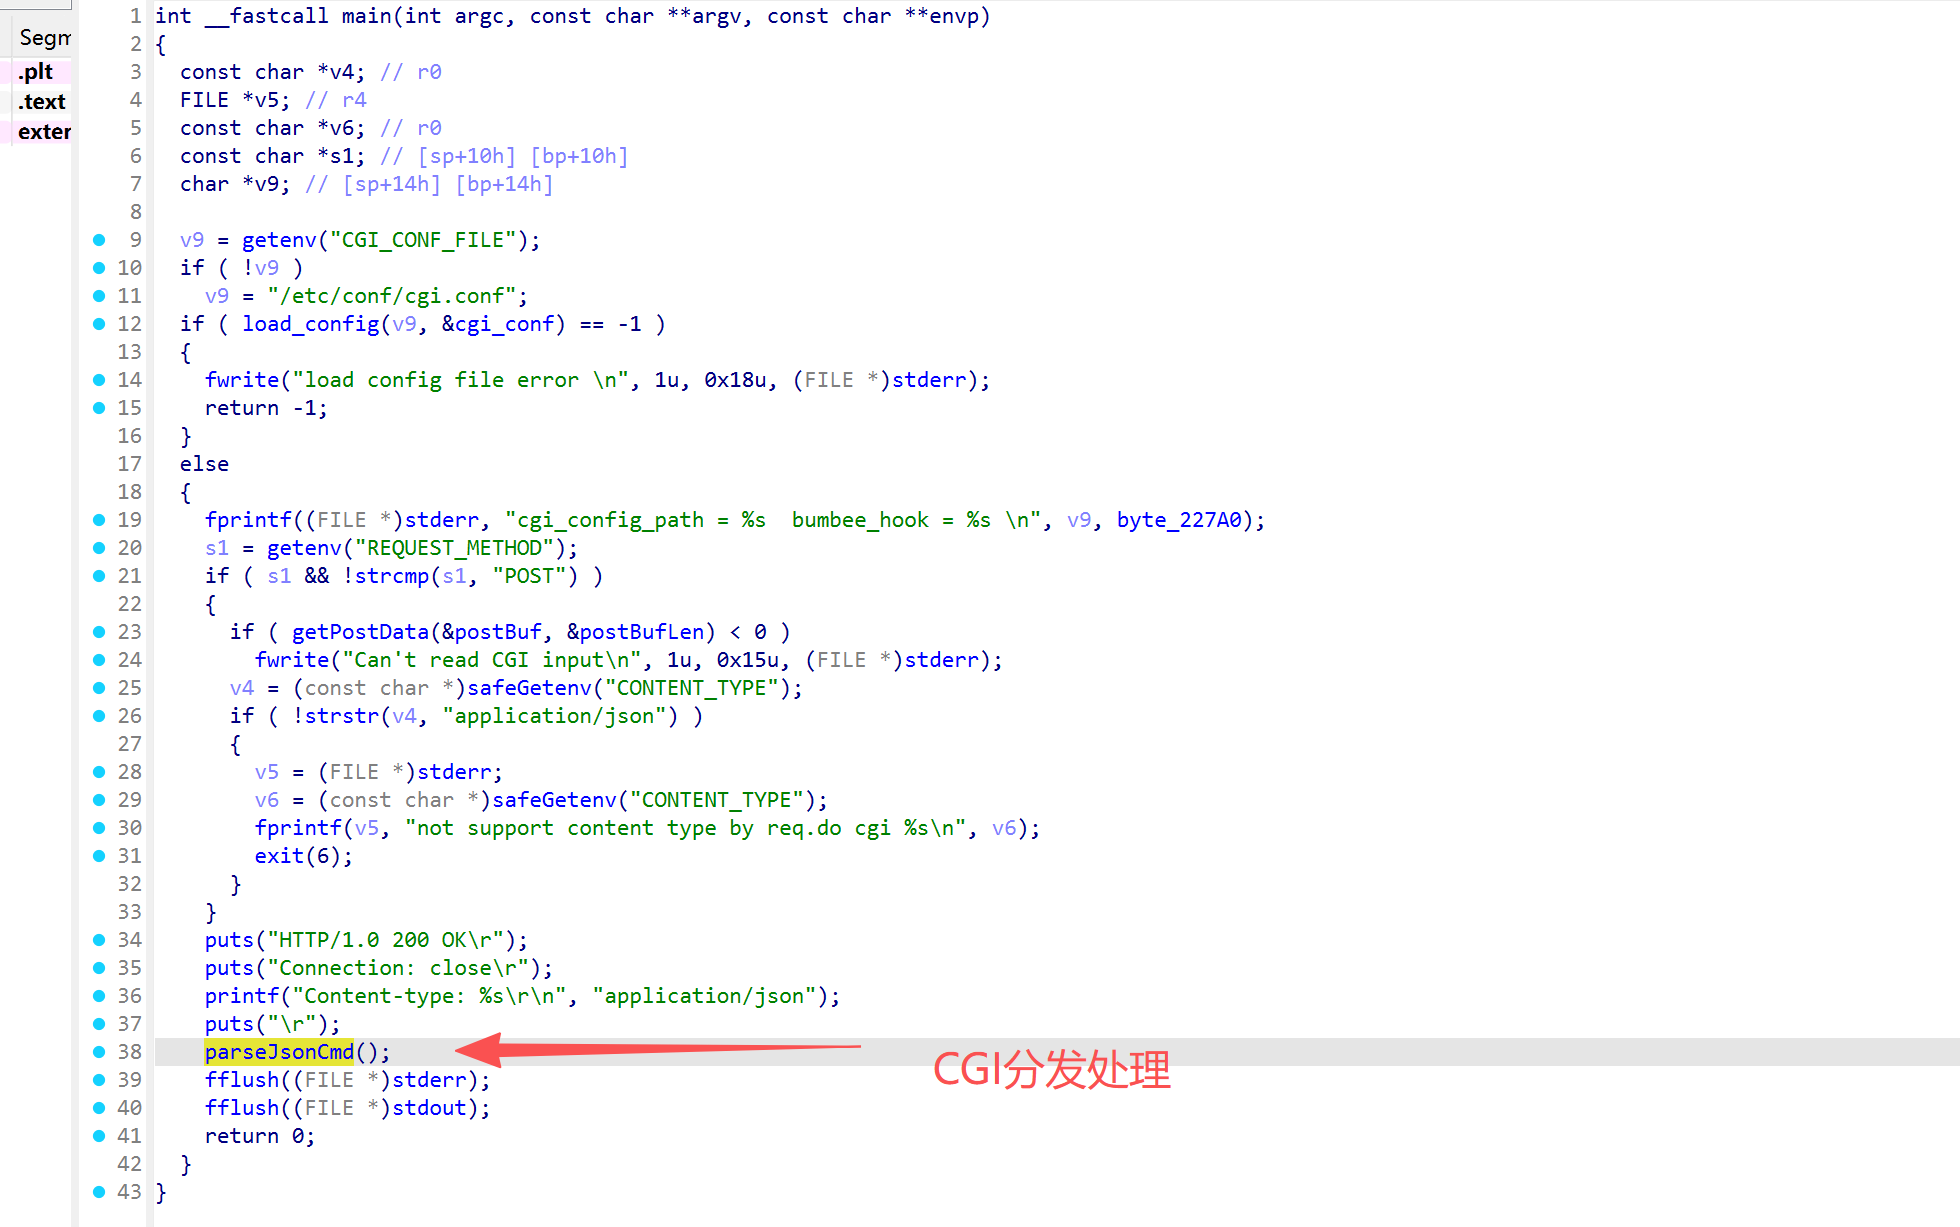 Segm
.plt
.text
exter
1 int __fastcall main(int argc, const char **argv, const char **envp)
2 {
3 const char *v4; // r0
4 FILE *v5; // r4
5 const char *v6; // r0
6 const char *s1; // [sp+10h] [bp+10h]
7 char *v9; // [sp+14h] [bp+14h]
8
9 v9 = getenv("CGI_CONF_FILE");
10 if ( !v9 )
11 v9 = "/etc/conf/cgi.conf";
12 if ( load_config(v9, &cgi_conf) == -1 )
13 {
14 fwrite("load config file error \n", 1u, 0x18u, (FILE *)stderr);
15 return -1;
16 }
17 else
18 {
19 fprintf((FILE *)stderr, "cgi_config_path = %s  bumbee_hook = %s \n", v9, byte_227A0);
20 s1 = getenv("REQUEST_METHOD");
21 if ( s1 && !strcmp(s1, "POST") )
22 {
23 if ( getPostData(&postBuf, &postBufLen) < 0 )
24 fwrite("Can't read CGI input\n", 1u, 0x15u, (FILE *)stderr);
25 v4 = (const char *)safeGetenv("CONTENT_TYPE");
26 if ( !strstr(v4, "application/json") )
27 {
28 v5 = (FILE *)stderr;
29 v6 = (const char *)safeGetenv("CONTENT_TYPE");
30 fprintf(v5, "not support content type by req.do cgi %s\n", v6);
31 exit(6);
32 }
33 }
34 puts("HTTP/1.0 200 OK\r");
35 puts("Connection: close\r");
36 printf("Content-type: %s\r\n", "application/json");
37 puts("\r");
38 parseJsonCmd();
CGI分发处理
39 fflush((FILE *)stderr);
40 fflush((FILE *)stdout);
41 return 0;
42 }
43 }